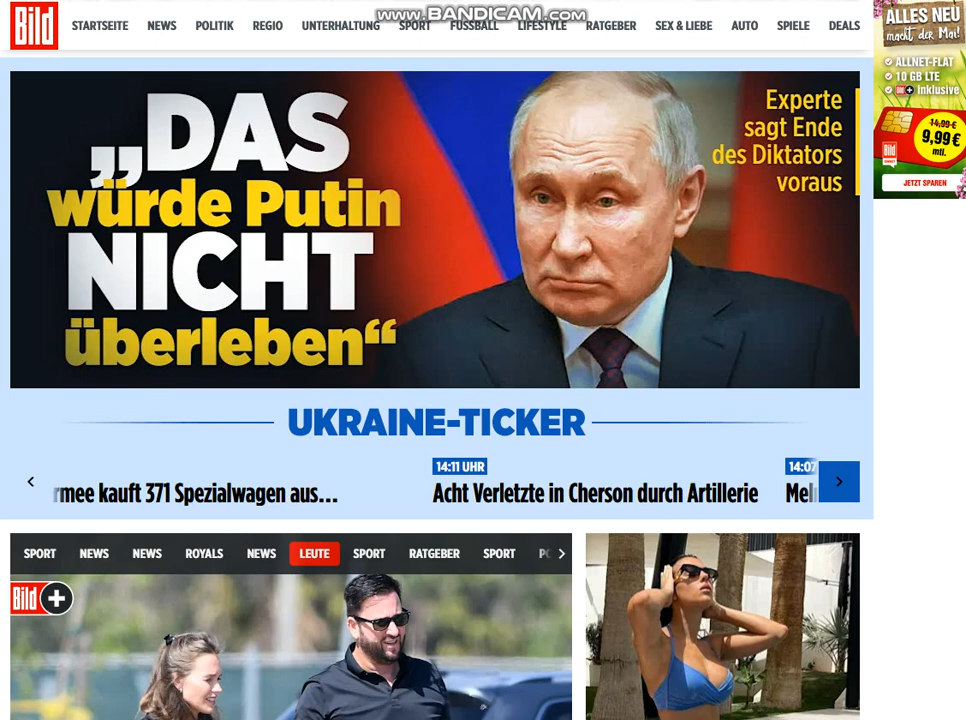 www.BANDICAM.com
Bild
STARTSEITE NEWS POLITIK REGIO UNTERHALTUNG SPORT FUSSBALL LIFESTYLE RATGEBER SEX & LIEBE AUTO SPIELE DEALS
ALLES NEU
macht der Mai!
ALLNET-FLAT
10 GB LTE
Bild + inklusive
14,99 €
9,99 €
mtl.
Bild
JETZT SPAREN
„DAS
würde Putin
NICHT
überleben“
Experte
sagt Ende
des Diktators
voraus
UKRAINE-TICKER
rmee kauft 371 Spezialwagen aus...
14:11 UHR
Acht Verletzte in Cherson durch Artillerie
14:07
Mel
SPORT NEWS NEWS ROYALS NEWS LEUTE SPORT RATGEBER SPORT
Bild +